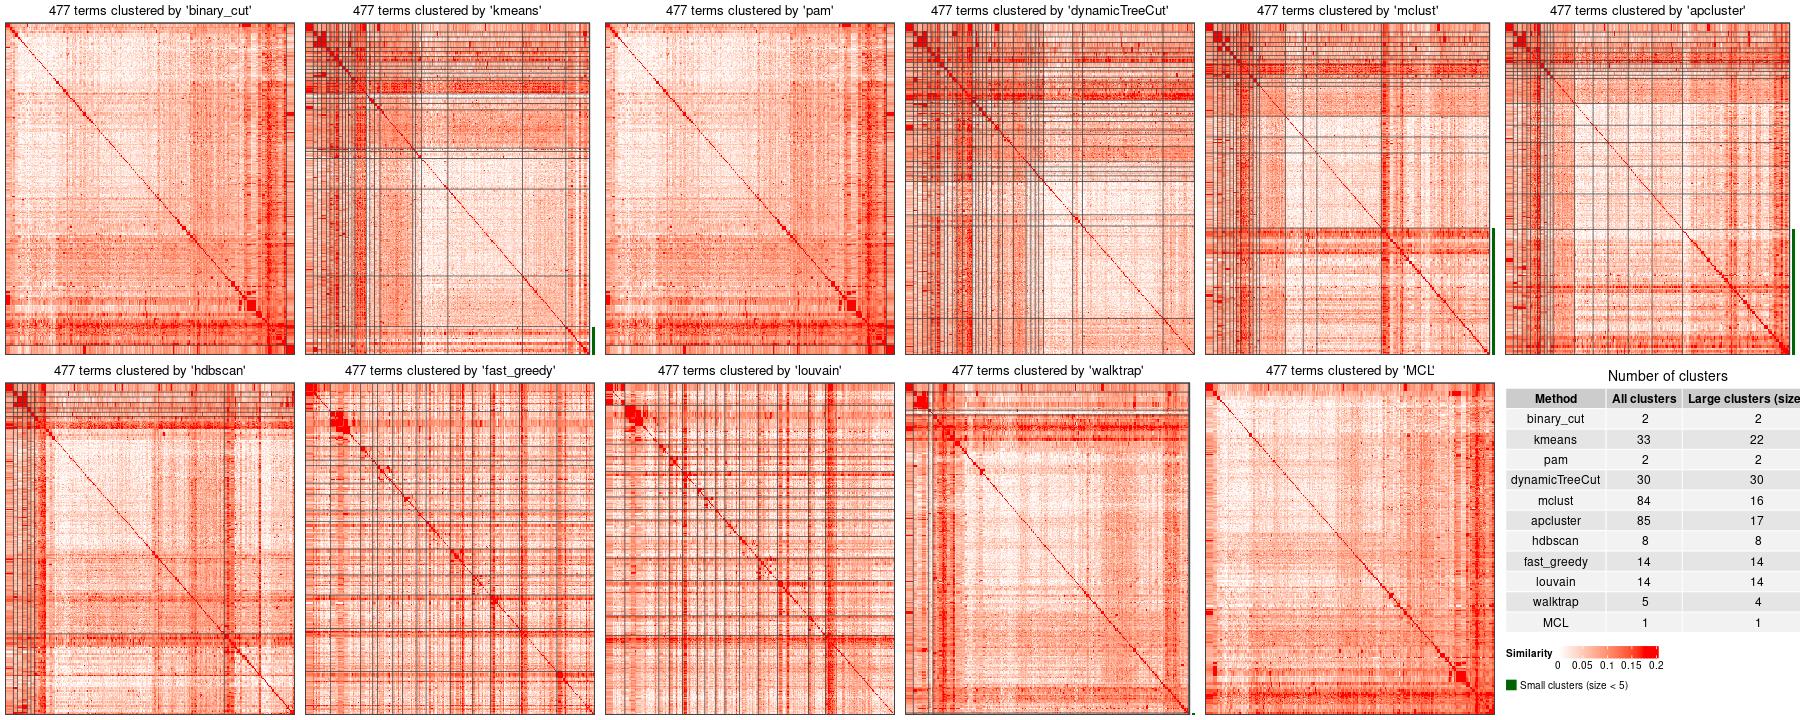 477 terms clustered by 'binary_cut'
477 terms clustered by 'kmeans'
477 terms clustered by 'pam'
477 terms clustered by 'dynamicTreeCut'
477 terms clustered by 'mclust'
477 terms clustered by 'apcluster'
477 terms clustered by 'hdbscan'
477 terms clustered by 'fast_greedy'
477 terms clustered by 'louvain'
477 terms clustered by 'walktrap'
477 terms clustered by 'MCL'
Number of clusters
Method All clusters Large clusters (size
binary_cut 2 2
kmeans 33 22
pam 2 2
dynamicTreeCut 30 30
mclust 84 16
apcluster 85 17
hdbscan 8 8
fast_greedy 14 14
louvain 14 14
walktrap 5 4
MCL 1 1
Similarity
0 0.05 0.1 0.15 0.2
Small clusters (size < 5)